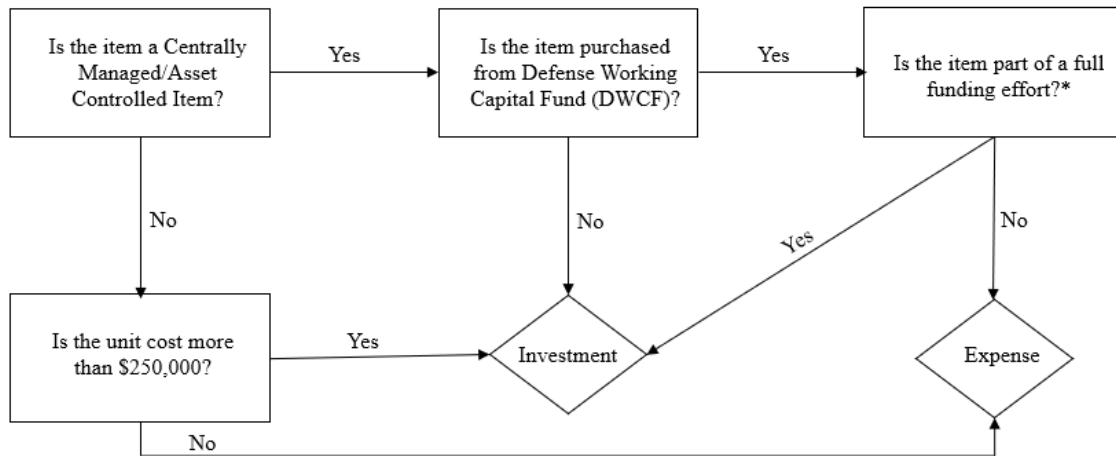 Is the item a Centrally
Managed/Asset
Controlled Item?
Yes
Is the item purchased
from Defense Working
Capital Fund (DWCF)?
Yes
Is the item part of a full
funding effort?*
No
No
Yes
No
Is the unit cost more
than $250,000?
Yes
Investment
Expense
No